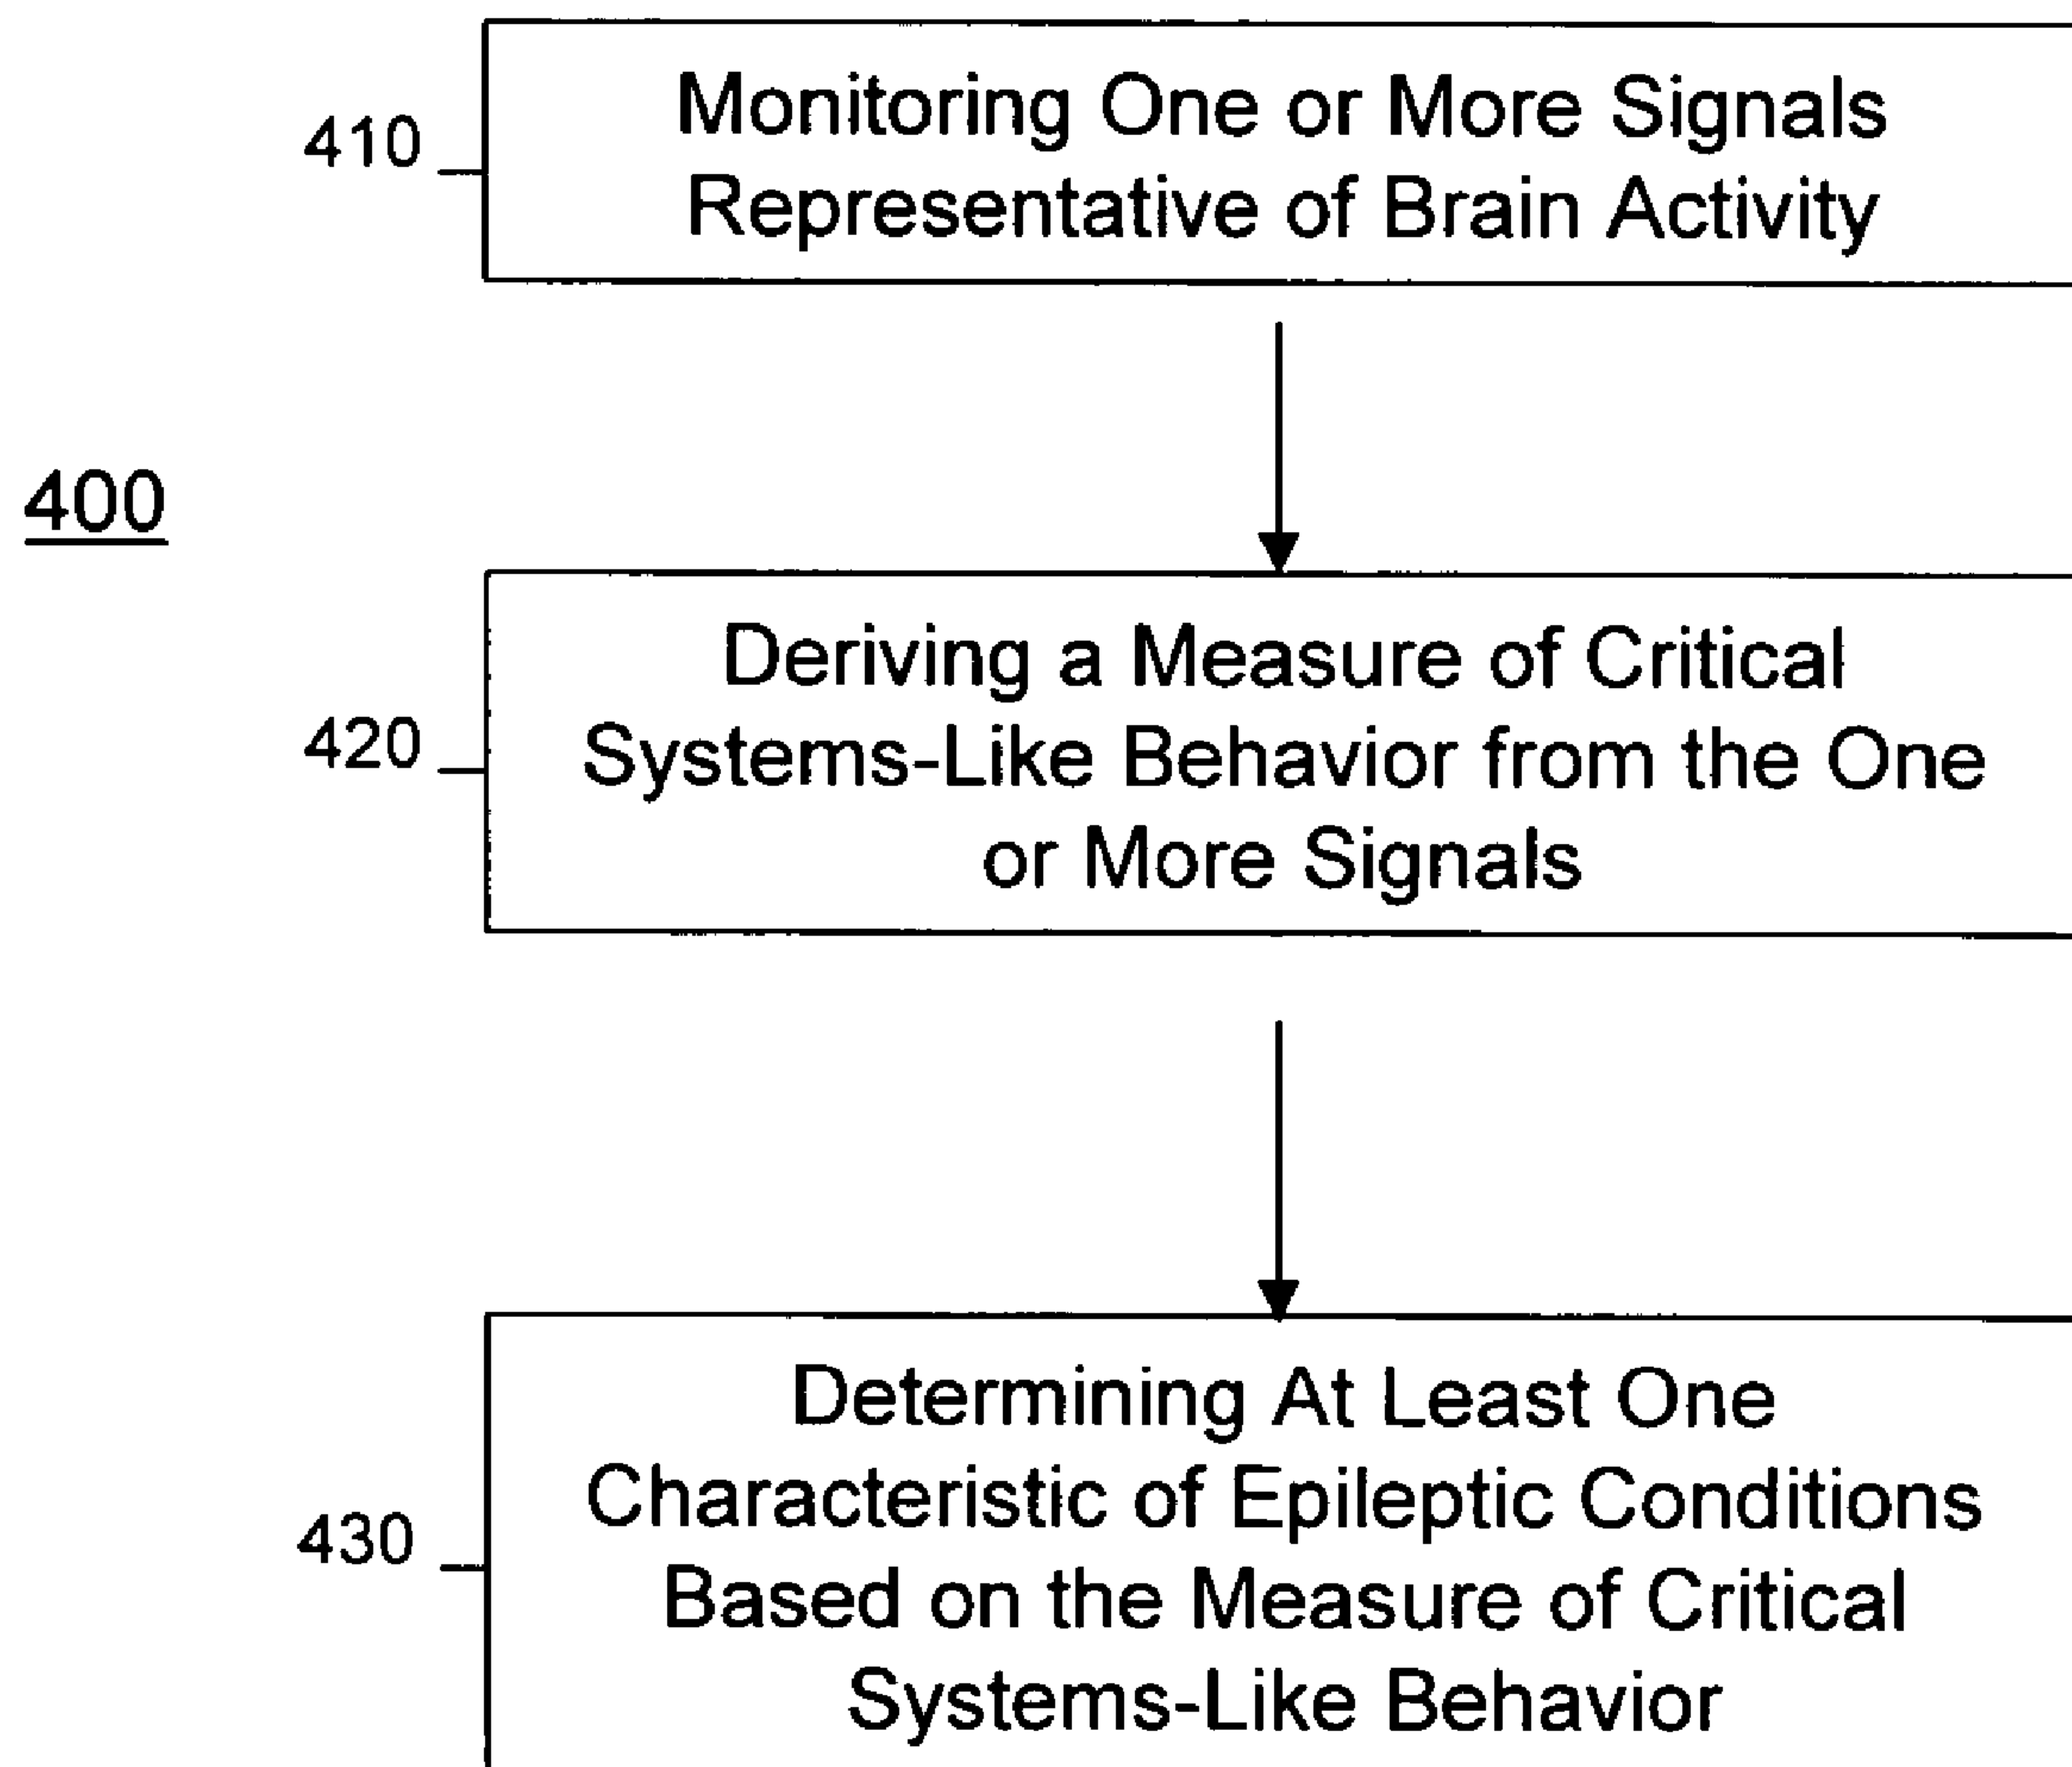 Monitoring One or More Signals
Representative of Brain Activity
410
400
Deriving a Measure of Critical
Systems-Like Behavior from the One
or More Signals
420
Determining At Least One
Characteristic of Epileptic Conditions
Based on the Measure of Critical
Systems-Like Behavior
430